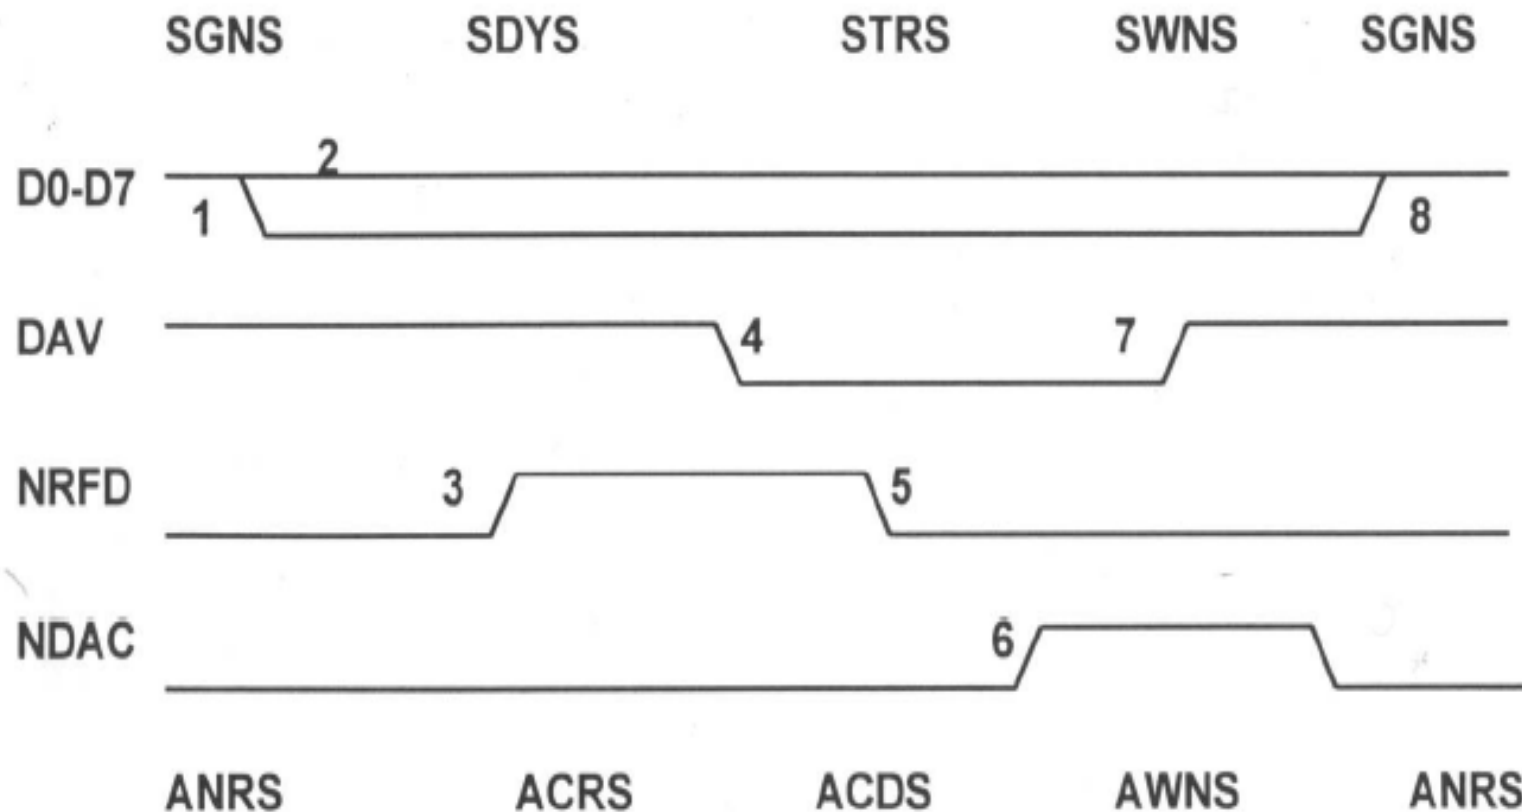 SGNS SDYS STRS SWNS SGNS
2
D0-D7
1 8
DAV 4 7
NRFD 3 5
NDAC 6
ANRS ACRS ACDS AWNS ANRS